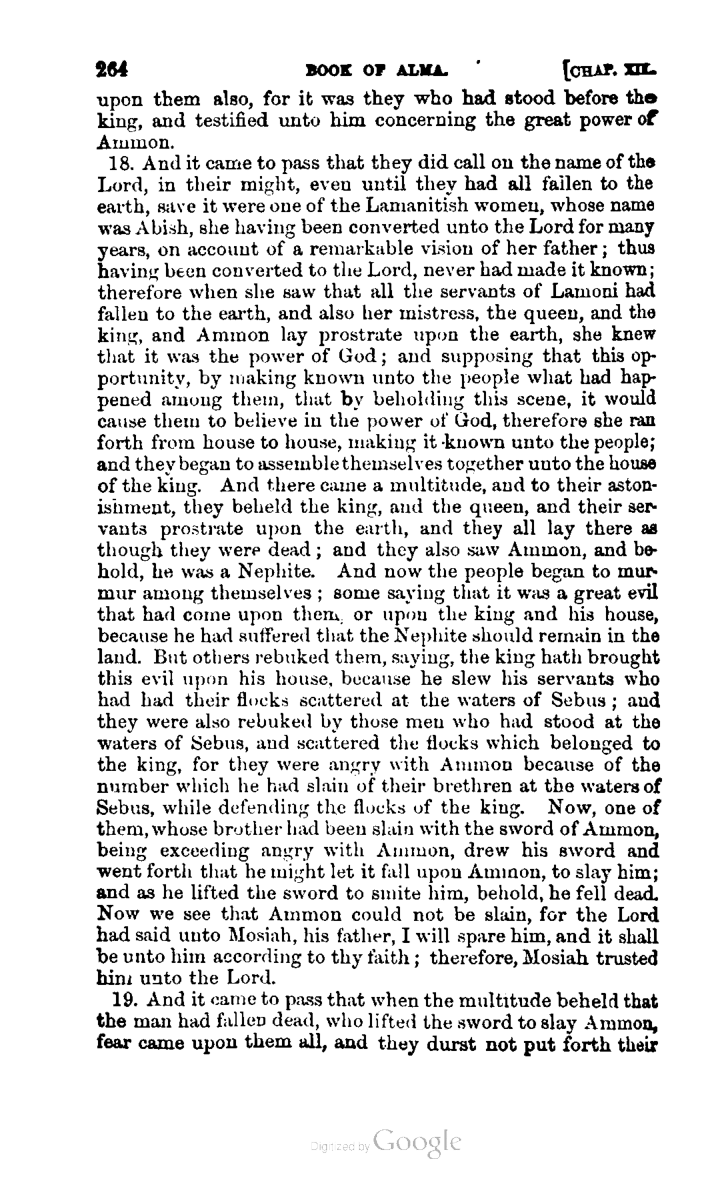 264 BOOK OF ALMA. [CHAP. XII.
upon them also, for it was they who had stood before the
king, and testified unto him concerning the great power of
Ammon.
18. And it came to pass that they did call on the name of the
Lord, in their might, even until they had all fallen to the
earth, save it were one of the Lamanitish women, whose name
was Abish, she having been converted unto the Lord for many
years, on account of a remarkable vision of her father; thus
having been converted to the Lord, never had made it known;
therefore when she saw that all the servants of Lamoni had
fallen to the earth, and also her mistress, the queen, and the
king, and Ammon lay prostrate upon the earth, she knew
that it was the power of God; and supposing that this op-
portunity, by making known unto the people what had hap-
pened among them, that by beholding this scene, it would
cause them to believe in the power of God, therefore she ran
forth from house to house, making it known unto the people;
and they began to assemble themselves together unto the house
of the king. And there came a multitude, and to their aston-
ishment, they beheld the king, and the queen, and their ser-
vants prostrate upon the earth, and they all lay there as
though they were dead; and they also saw Ammon, and be-
hold, he was a Nephite. And now the people began to mur-
mur among themselves; some saying that it was a great evil
that had come upon them, or upon the king and his house,
because he had suffered that the Nephite should remain in the
land. But others rebuked them, saying, the king hath brought
this evil upon his house, because he slew his servants who
had had their flocks scattered at the waters of Sebus; and
they were also rebuked by those men who had stood at the
waters of Sebus, and scattered the flocks which belonged to
the king, for they were angry with Ammon because of the
number which he had slain of their brethren at the waters of
Sebus, while defending the flocks of the king. Now, one of
them, whose brother had been slain with the sword of Ammon,
being exceeding angry with Ammon, drew his sword and
went forth that he might let it fall upon Ammon, to slay him;
and as he lifted the sword to smite him, behold, he fell dead.
Now we see that Ammon could not be slain, for the Lord
had said unto Mosiah, his father, I will spare him, and it shall
be unto him according to thy faith; therefore, Mosiah trusted
him unto the Lord.
19. And it came to pass that when the multitude beheld that
the man had fallen dead, who lifted the sword to slay Ammon,
fear came upon them all, and they durst not put forth their
Digitized by Google